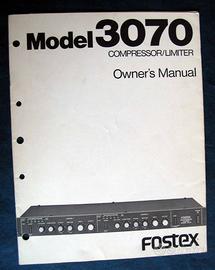 Model 3070
COMPRESSOR/LIMITER
Owner's Manual
FOSTEX